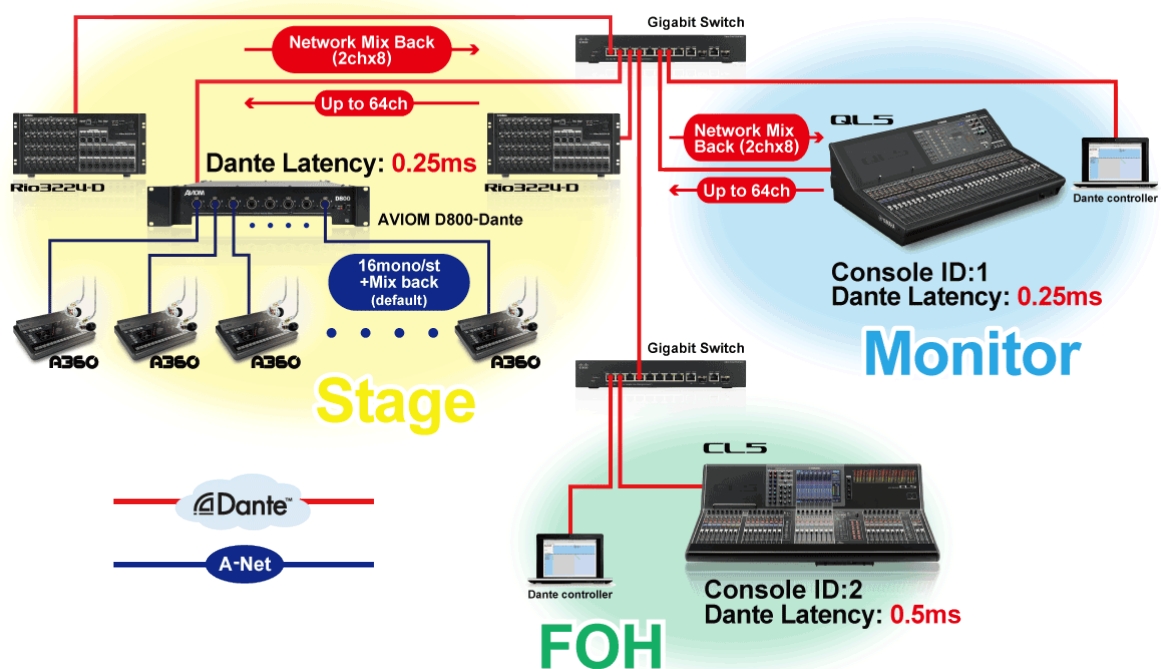 Gigabit Switch
Network Mix Back
(2chx8)
Up to 64ch
Rio3224-D
Dante Latency: 0.25ms
Rio3224-D
AVIOM
D800
AVIOM D800-Dante
16mono/st
+Mix back
(default)
A360
A360
A360
A360
Stage
QL5
Network Mix
Back (2chx8)
Up to 64ch
Dante controller
Console ID:1
Dante Latency: 0.25ms
Monitor
Gigabit Switch
CL5
Dante controller
Console ID:2
Dante Latency: 0.5ms
FOH
Dante™
A-Net